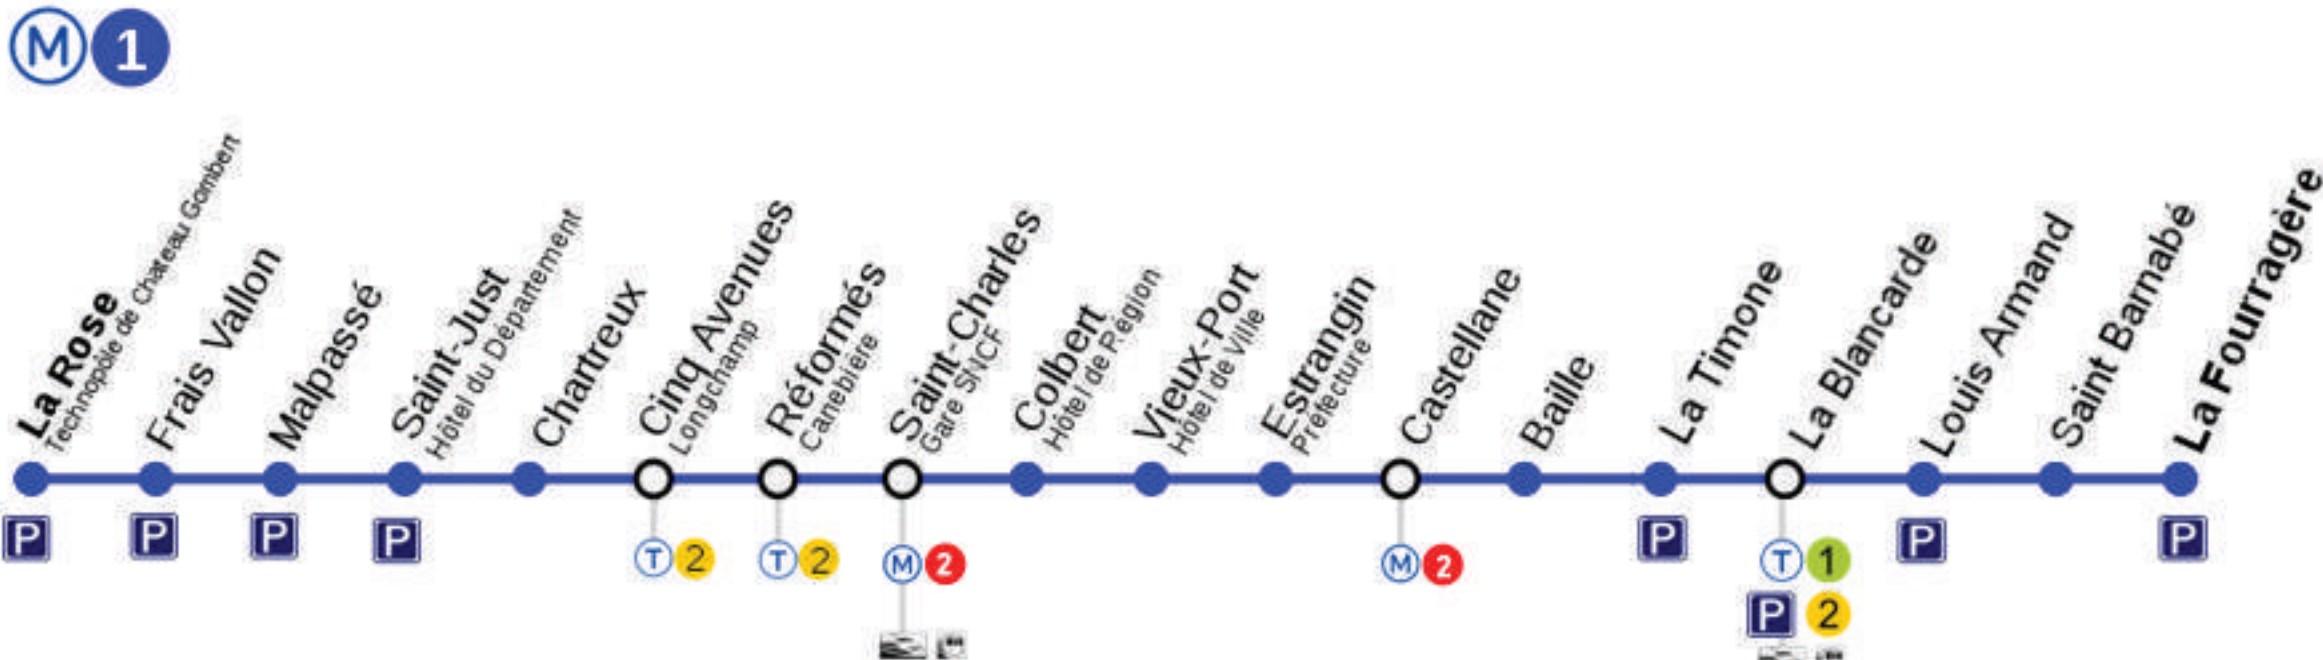 M 1
La Rose
Technopôle de Chateau Gombert
Frais Vallon
Malpassé
Saint-Just
Hôtel du Département
Chartreux
Cinq Avenues
Longchamp
Réformés
Canebière
Saint-Charles
Gare SNCF
Colbert
Hôtel de Région
Vieux-Port
Hôtel de Ville
Estrangin
Préfecture
Castellane
Baille
La Timone
La Blancarde
Louis Armand
Saint Barnabé
La Fourragère
P
P
P
P
T 2
T 2
M 2
M 2
P
T 1
P 2
P
P